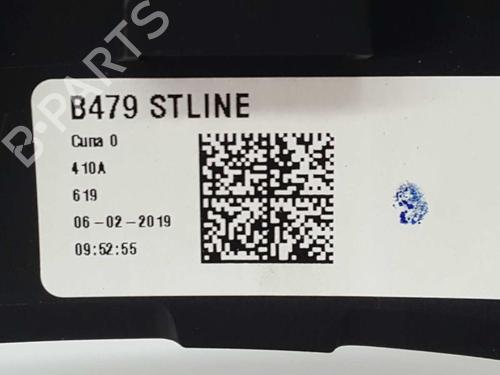 B-PARTS
B479 STLINE
Cuna 0
410A
619
06-02-2019
09:52:55